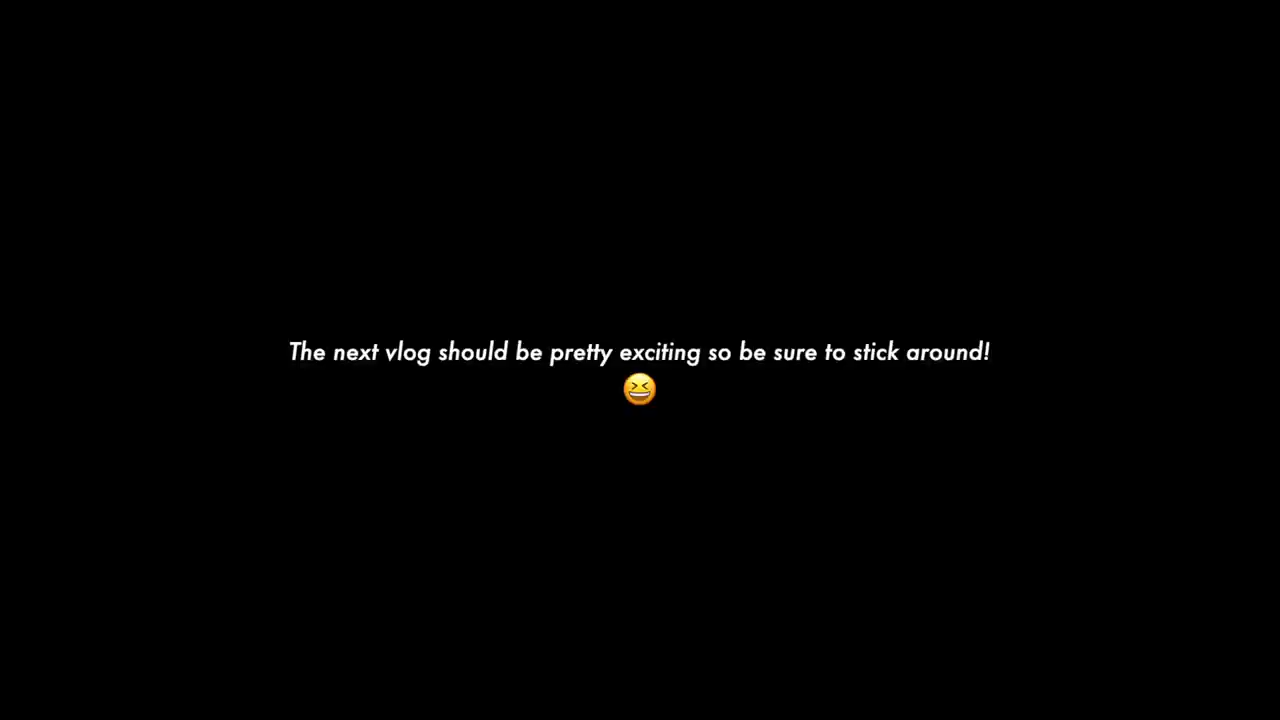 The next vlog should be pretty exciting so be sure to stick around!
😆